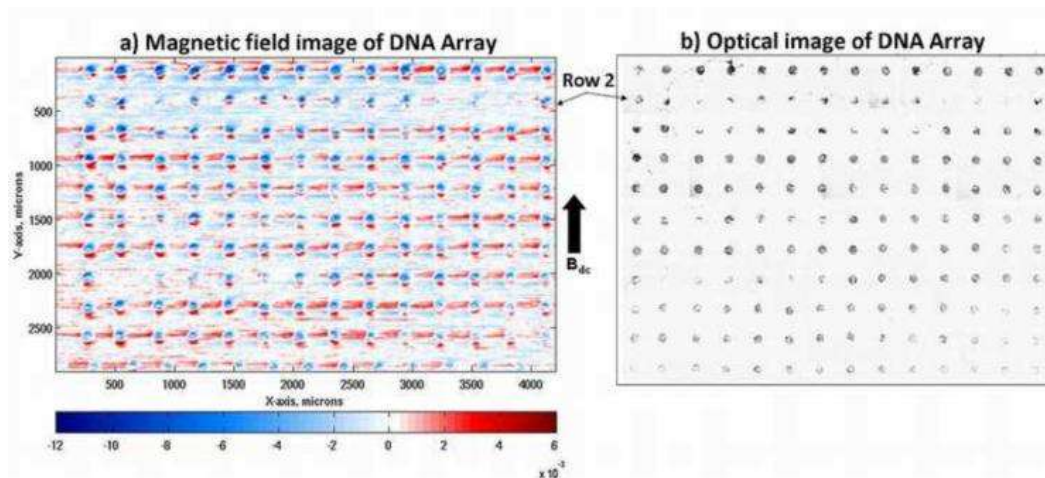 a) Magnetic field image of DNA Array
b) Optical image of DNA Array
Row 2
500
1000
1500
2000
2500
Y-axis, microns
B dc
500 1000 1500 2000 2500 3000 3500 4000
X-axis, microns
-12 -10 -8 -6 -4 -2 0 2 4 6
x 10⁻³